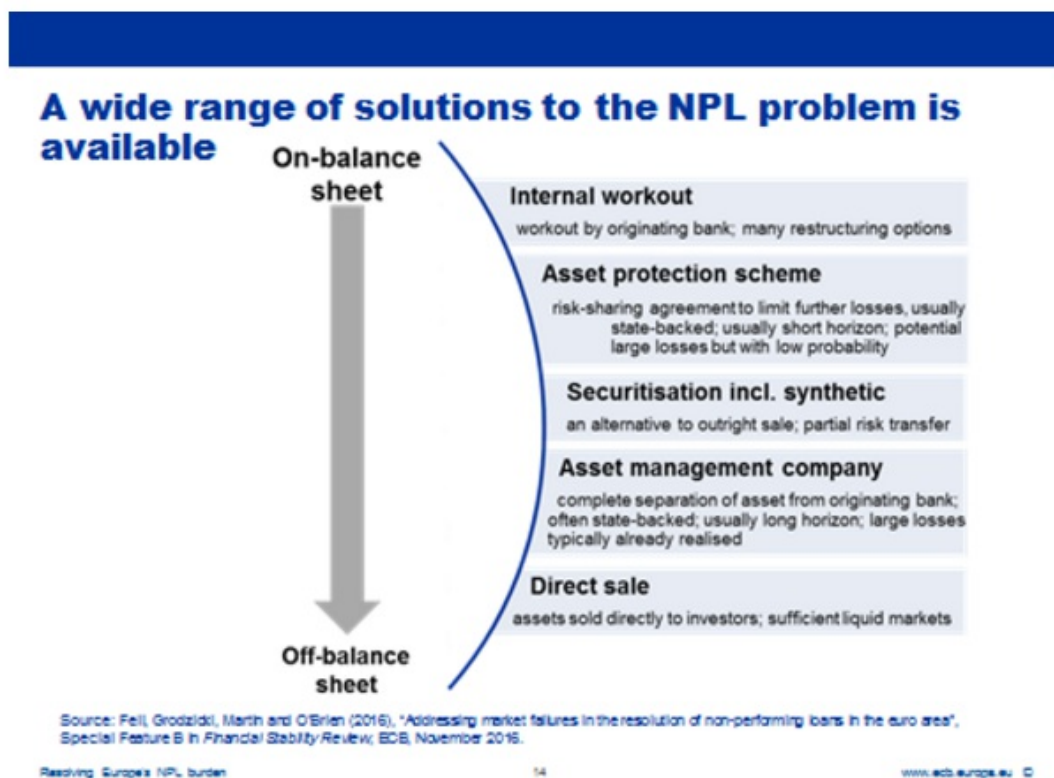 A wide range of solutions to the NPL problem is
available
On-balance
sheet
Internal workout
workout by originating bank; many restructuring options
Asset protection scheme
risk-sharing agreement to limit further losses, usually
state-backed; usually short horizon; potential
large losses but with low probability
Securitisation incl. synthetic
an alternative to outright sale; partial risk transfer
Asset management company
complete separation of asset from originating bank;
often state-backed; usually long horizon; large losses
typically already realised
Direct sale
assets sold directly to investors; sufficient liquid markets
Off-balance
sheet
Source: Fell, Grodzicki, Martin and O'Brien (2016), "Addressing market failures in the resolution of non-performing loans in the euro area",
Special Feature B in Financial Stability Review, ECB, November 2016.
Resolving Europe's NPL burden
14
www.ecb.europa.eu ©